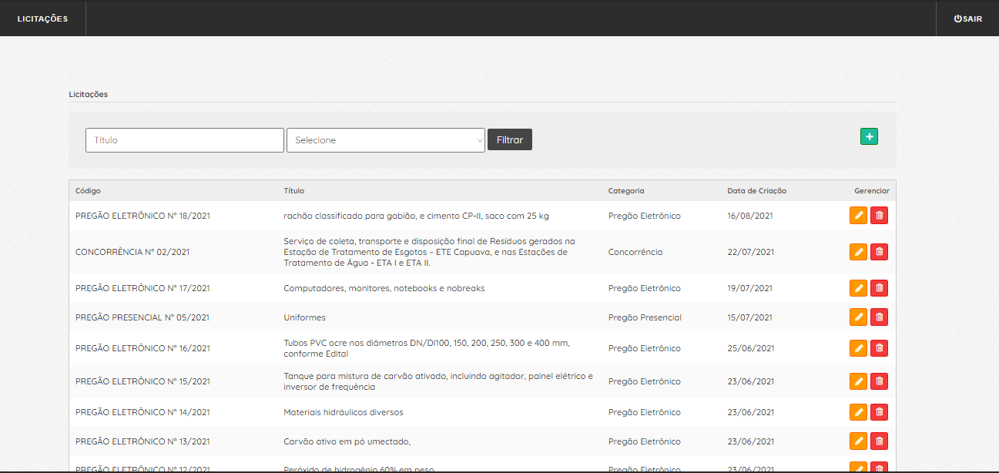 LICITAÇÕES
SAIR
Licitações
Título
Selecione
Filtrar
Código Título Categoria Data de Criação Gerenciar
PREGÃO ELETRÔNICO Nº 18/2021 rachão classificado para gabião, e cimento CP-II, saco com 25 kg Pregão Eletrônico 16/08/2021
CONCORRÊNCIA Nº 02/2021
Serviço de coleta, transporte e disposição final de Resíduos gerados na
Estação de Tratamento de Esgotos – ETE Capuava, e nas Estações de
Tratamento de Água - ETA I e ETA II.
Concorrência 22/07/2021
PREGÃO ELETRÔNICO Nº 17/2021 Computadores, monitores, notebooks e nobreaks Pregão Eletrônico 19/07/2021
PREGÃO PRESENCIAL Nº 05/2021 Uniformes Pregão Presencial 15/07/2021
PREGÃO ELETRÔNICO Nº 16/2021
Tubos PVC ocre nos diâmetros DN/DI100, 150, 200, 250, 300 e 400 mm,
conforme Edital
Pregão Eletrônico 25/06/2021
PREGÃO ELETRÔNICO Nº 15/2021
Tanque para mistura de carvão ativado, incluindo agitador, painel elétrico e
inversor de frequência
Pregão Eletrônico 23/06/2021
PREGÃO ELETRÔNICO Nº 14/2021 Materiais hidráulicos diversos Pregão Eletrônico 23/06/2021
PREGÃO ELETRÔNICO Nº 13/2021 Carvão ativo em pó umectado, Pregão Eletrônico 23/06/2021
PREGÃO ELETRÔNICO Nº 12/2021 Peróxido de hidrogênio 60% em peso Pregão Eletrônico 23/06/2021